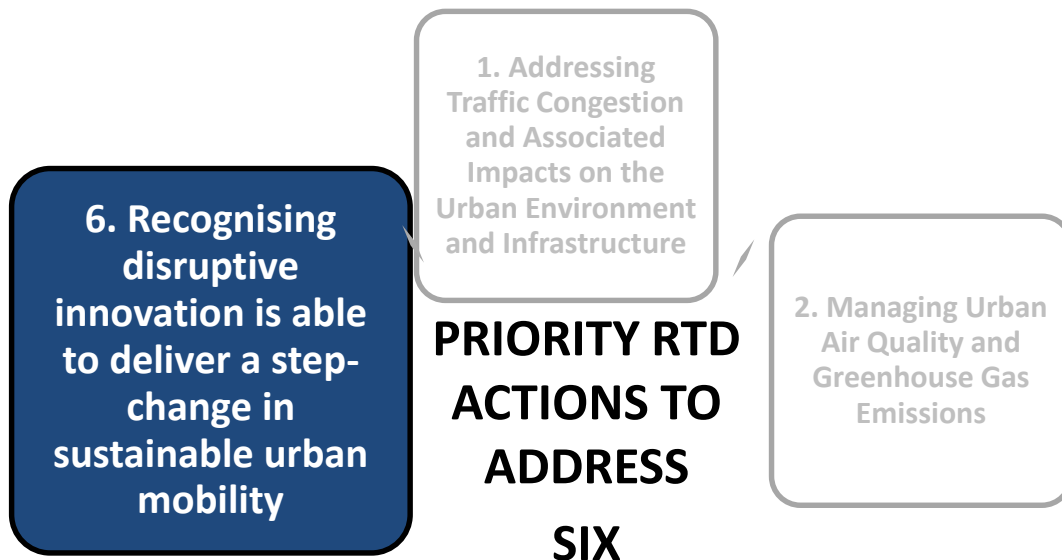 1. Addressing
Traffic Congestion
and Associated
Impacts on the
Urban Environment
and Infrastructure
6. Recognising
disruptive
innovation is able
to deliver a step-
change in
sustainable urban
mobility
PRIORITY RTD
ACTIONS TO
ADDRESS
SIX
2. Managing Urban
Air Quality and
Greenhouse Gas
Emissions